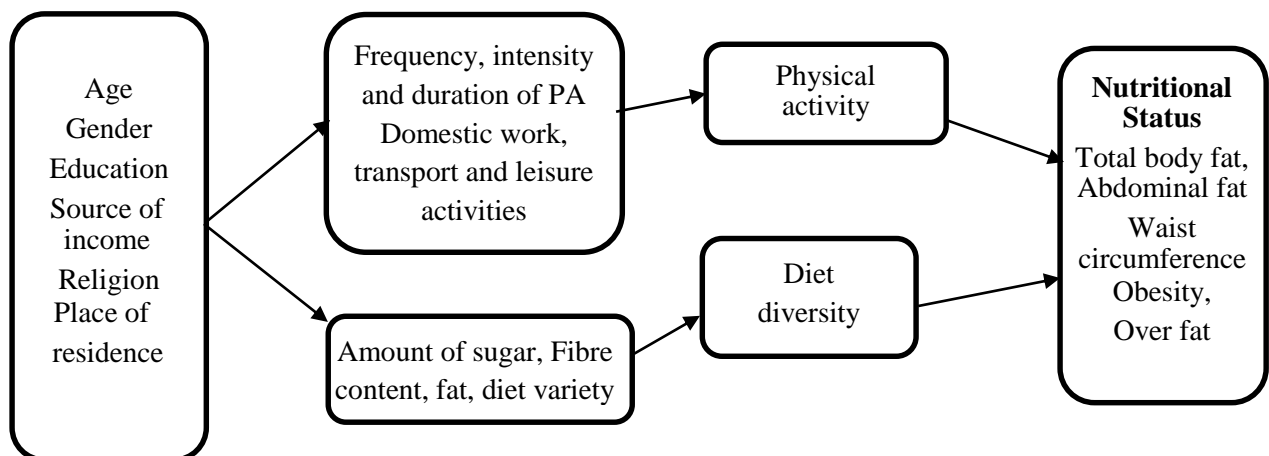 Age
Gender
Education
Source of
income
Religion
Place of
residence
Frequency, intensity
and duration of PA
Domestic work,
transport and leisure
activities
Amount of sugar, Fibre
content, fat, diet variety
Physical
activity
Diet
diversity
Nutritional
Status
Total body fat,
Abdominal fat
Waist
circumference
Obesity,
Over fat